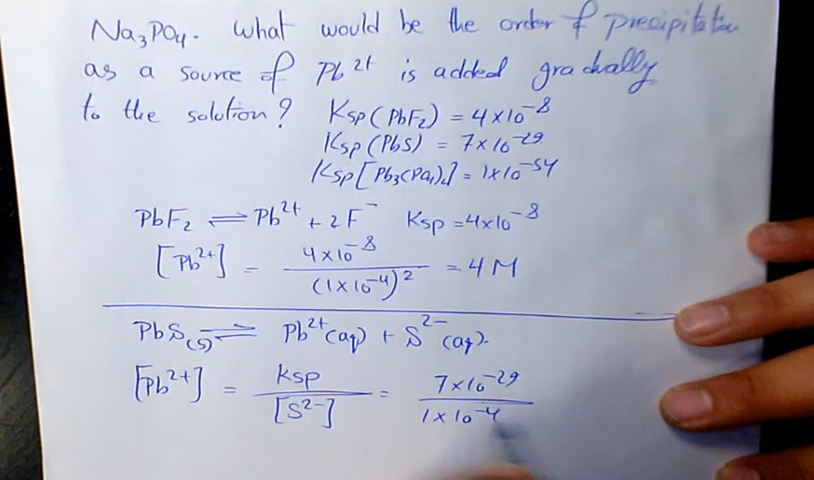 Na₃PO₄. What would be the order of precipitation
as a source of Pb²⁺ is added gradually
to the solution? Ksp(PbF₂) = 4×10⁻⁸
Ksp(PbS) = 7×10⁻²⁹
Ksp[Pb₃(PO₄)₂] = 1×10⁻⁵⁴
PbF₂ ⇌ Pb²⁺ + 2F⁻ Ksp = 4×10⁻⁸
[Pb²⁺] = 4×10⁻⁸ / (1×10⁻⁴)² = 4 M
PbS(s) ⇌ Pb²⁺(aq) + S²⁻(aq).
[Pb²⁺] = Ksp / [S²⁻] = 7×10⁻²⁹ / 1×10⁻⁴